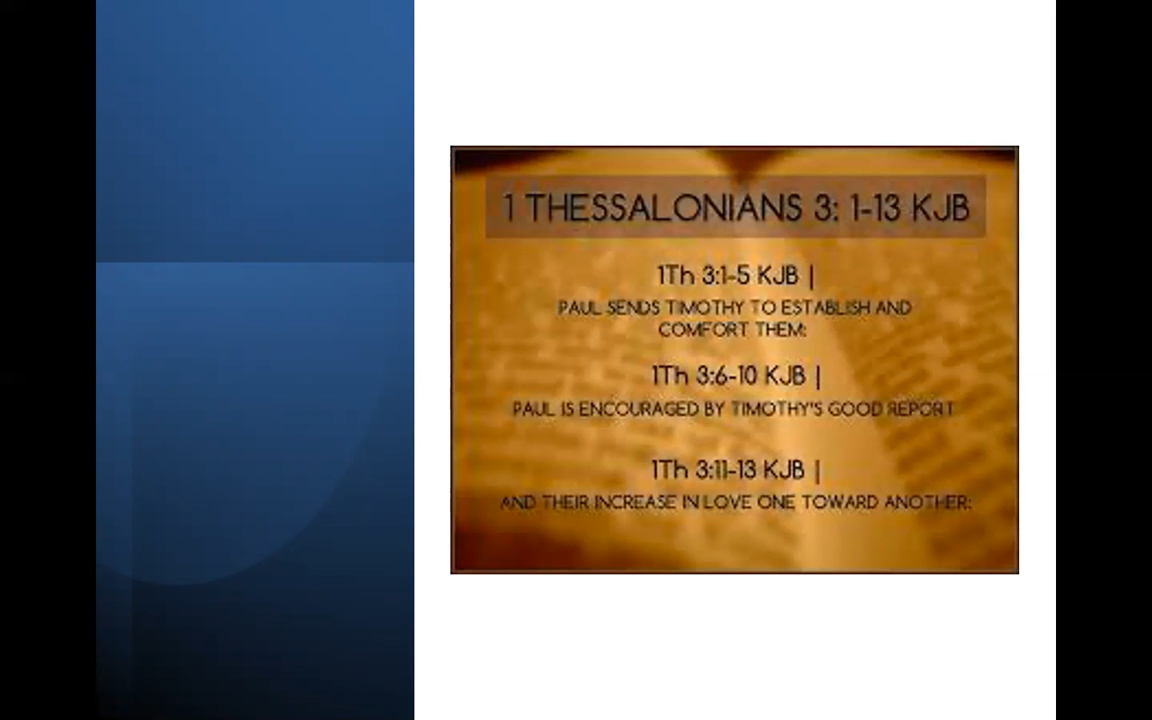 1 THESSALONIANS 3: 1-13 KJB
1Th 3:1-5 KJB |
PAUL SENDS TIMOTHY TO ESTABLISH AND
COMFORT THEM:
1Th 3:6-10 KJB |
PAUL IS ENCOURAGED BY TIMOTHY'S GOOD REPORT
1Th 3:11-13 KJB |
AND THEIR INCREASE IN LOVE ONE TOWARD ANOTHER: